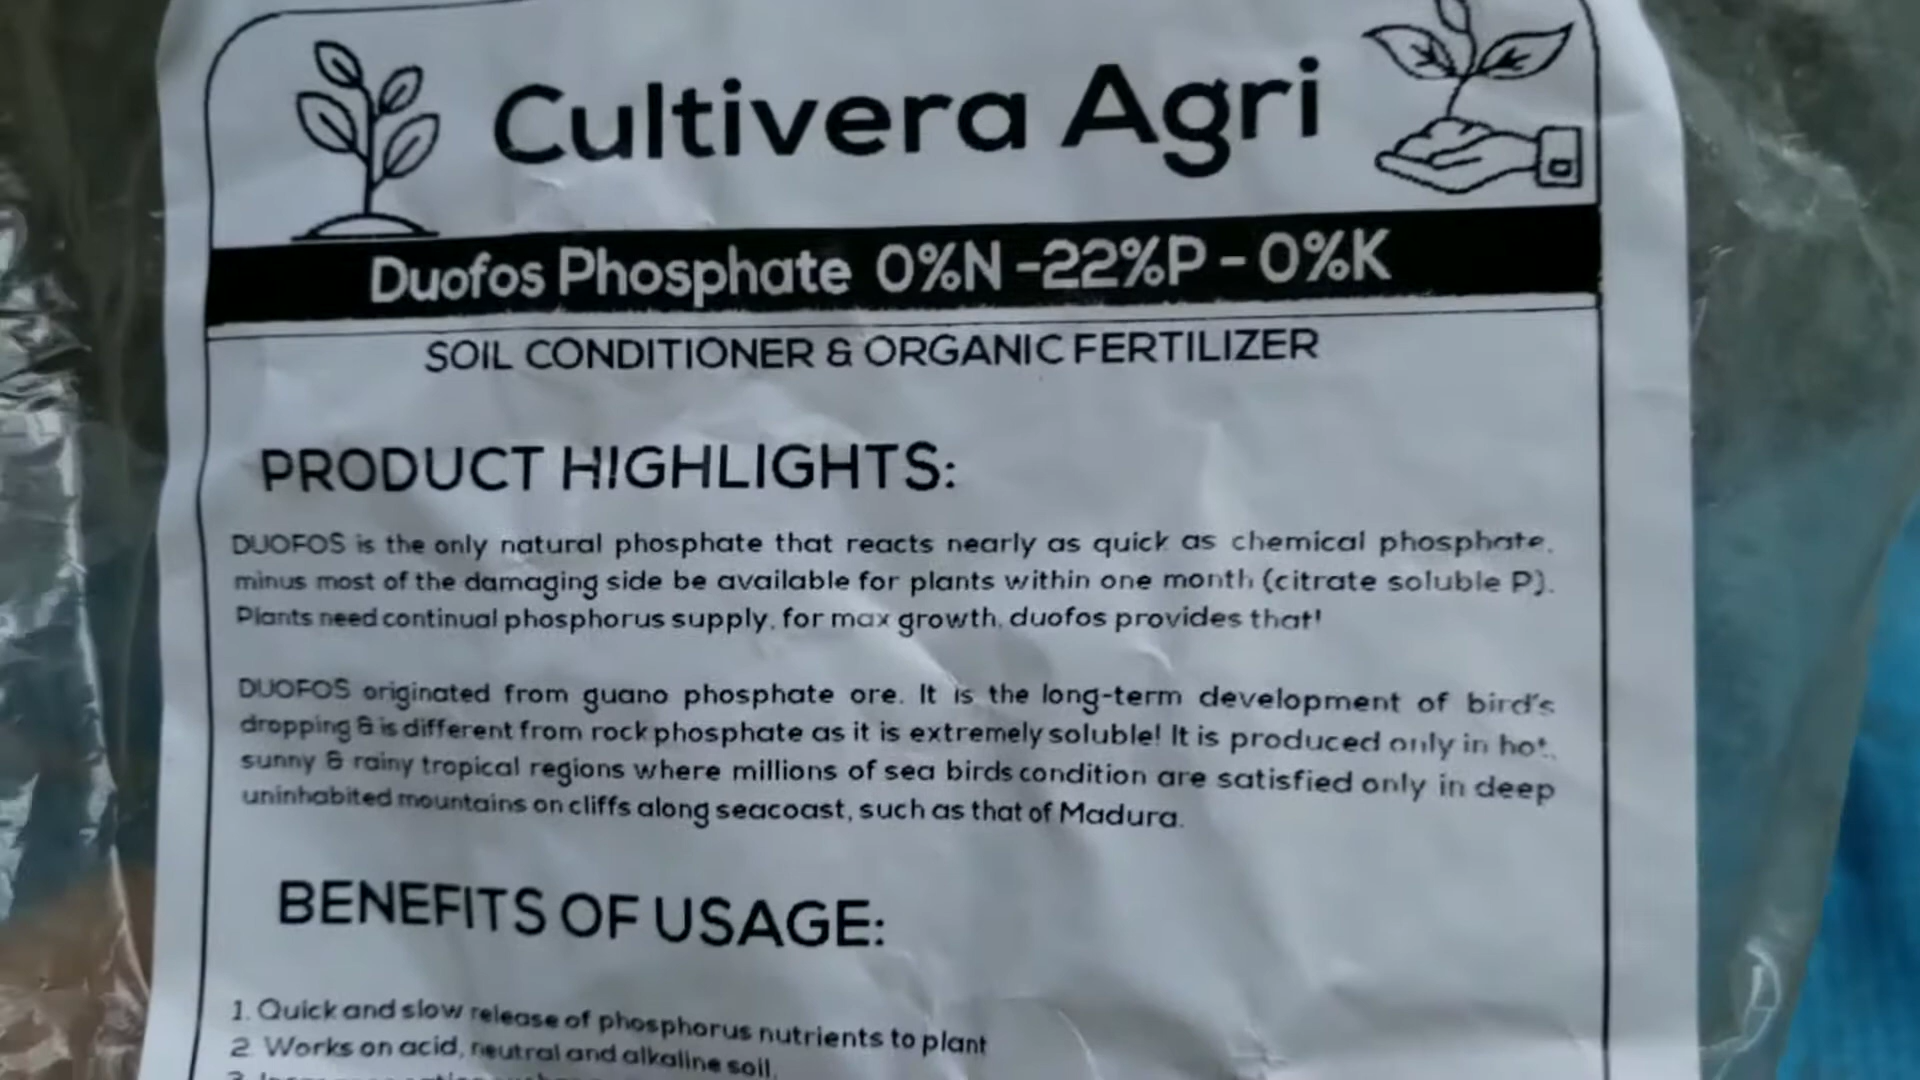 Cultivera Agri
Duofos Phosphate 0%N -22%P - 0%K
SOIL CONDITIONER & ORGANIC FERTILIZER
PRODUCT HIGHLIGHTS:
DUOFOS is the only natural phosphate that reacts nearly as quick as chemical phosphate,
minus most of the damaging side be available for plants within one month (citrate soluble P).
Plants need continual phosphorus supply, for max growth, duofos provides that!
DUOFOS originated from guano phosphate ore. It is the long-term development of bird's
dropping & is different from rock phosphate as it is extremely soluble! It is produced only in hot,
sunny & rainy tropical regions where millions of sea birds condition are satisfied only in deep
uninhabited mountains on cliffs along seacoast, such as that of Madura.
BENEFITS OF USAGE:
1. Quick and slow release of phosphorus nutrients to plant
2. Works on acid, neutral and alkaline soil.